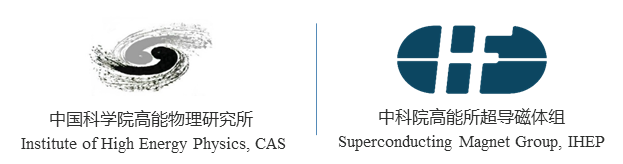 中国科学院高能物理研究所
Institute of High Energy Physics, CAS
中科院高能所超导磁体组
Superconducting Magnet Group, IHEP